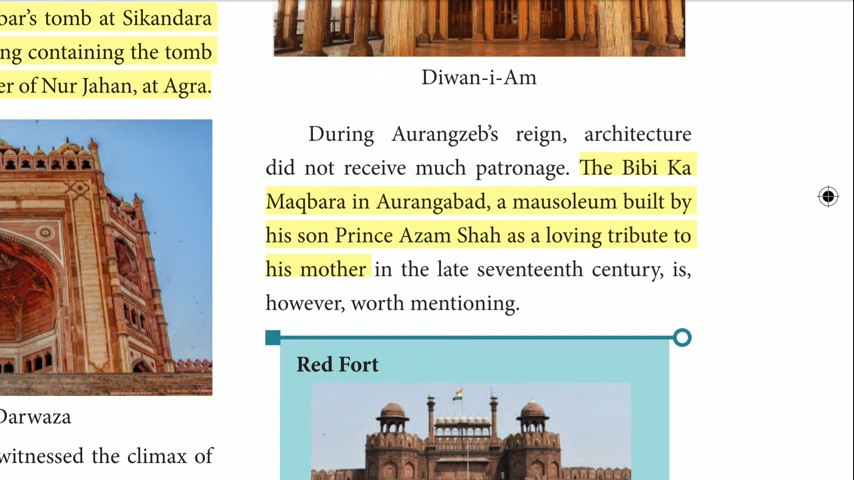 bar's tomb at Sikandara
ng containing the tomb
er of Nur Jahan, at Agra.
Darwaza
witnessed the climax of
Diwan-i-Am
During Aurangzeb's reign, architecture
did not receive much patronage. The Bibi Ka
Maqbara in Aurangabad, a mausoleum built by
his son Prince Azam Shah as a loving tribute to
his mother in the late seventeenth century, is,
however, worth mentioning.
Red Fort